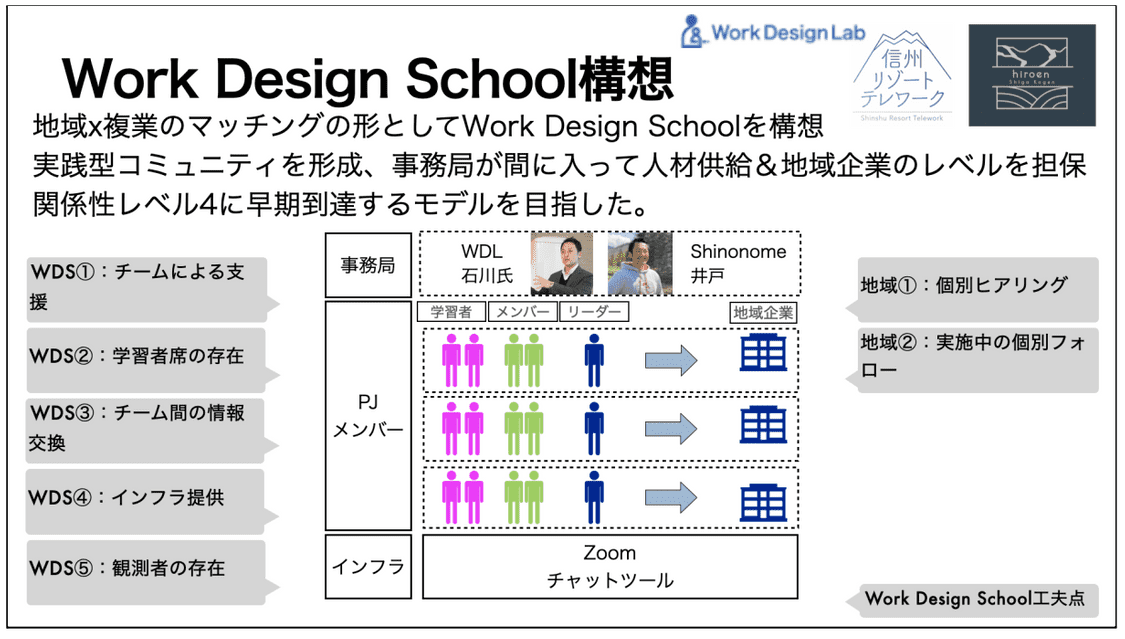 Work Design Lab
信州
リゾート
テレワーク
Shinshu Resort Telework
hiroen
Shiga Kogen
Work Design School構想
地域x複業のマッチングの形としてWork Design Schoolを構想
実践型コミュニティを形成、事務局が間に入って人材供給＆地域企業のレベルを担保
関係性レベル4に早期到達するモデルを目指した。
WDS①：チームによる支
援
WDS②：学習者席の存在
WDS③：チーム間の情報
交換
WDS④：インフラ提供
WDS⑤：観測者の存在
事務局
WDL
石川氏
Shinonome
井戸
学習者
メンバー
リーダー
地域企業
PJ
メンバー
インフラ
Zoom
チャットツール
地域①：個別ヒアリング
地域②：実施中の個別フォ
ロー
Work Design School工夫点